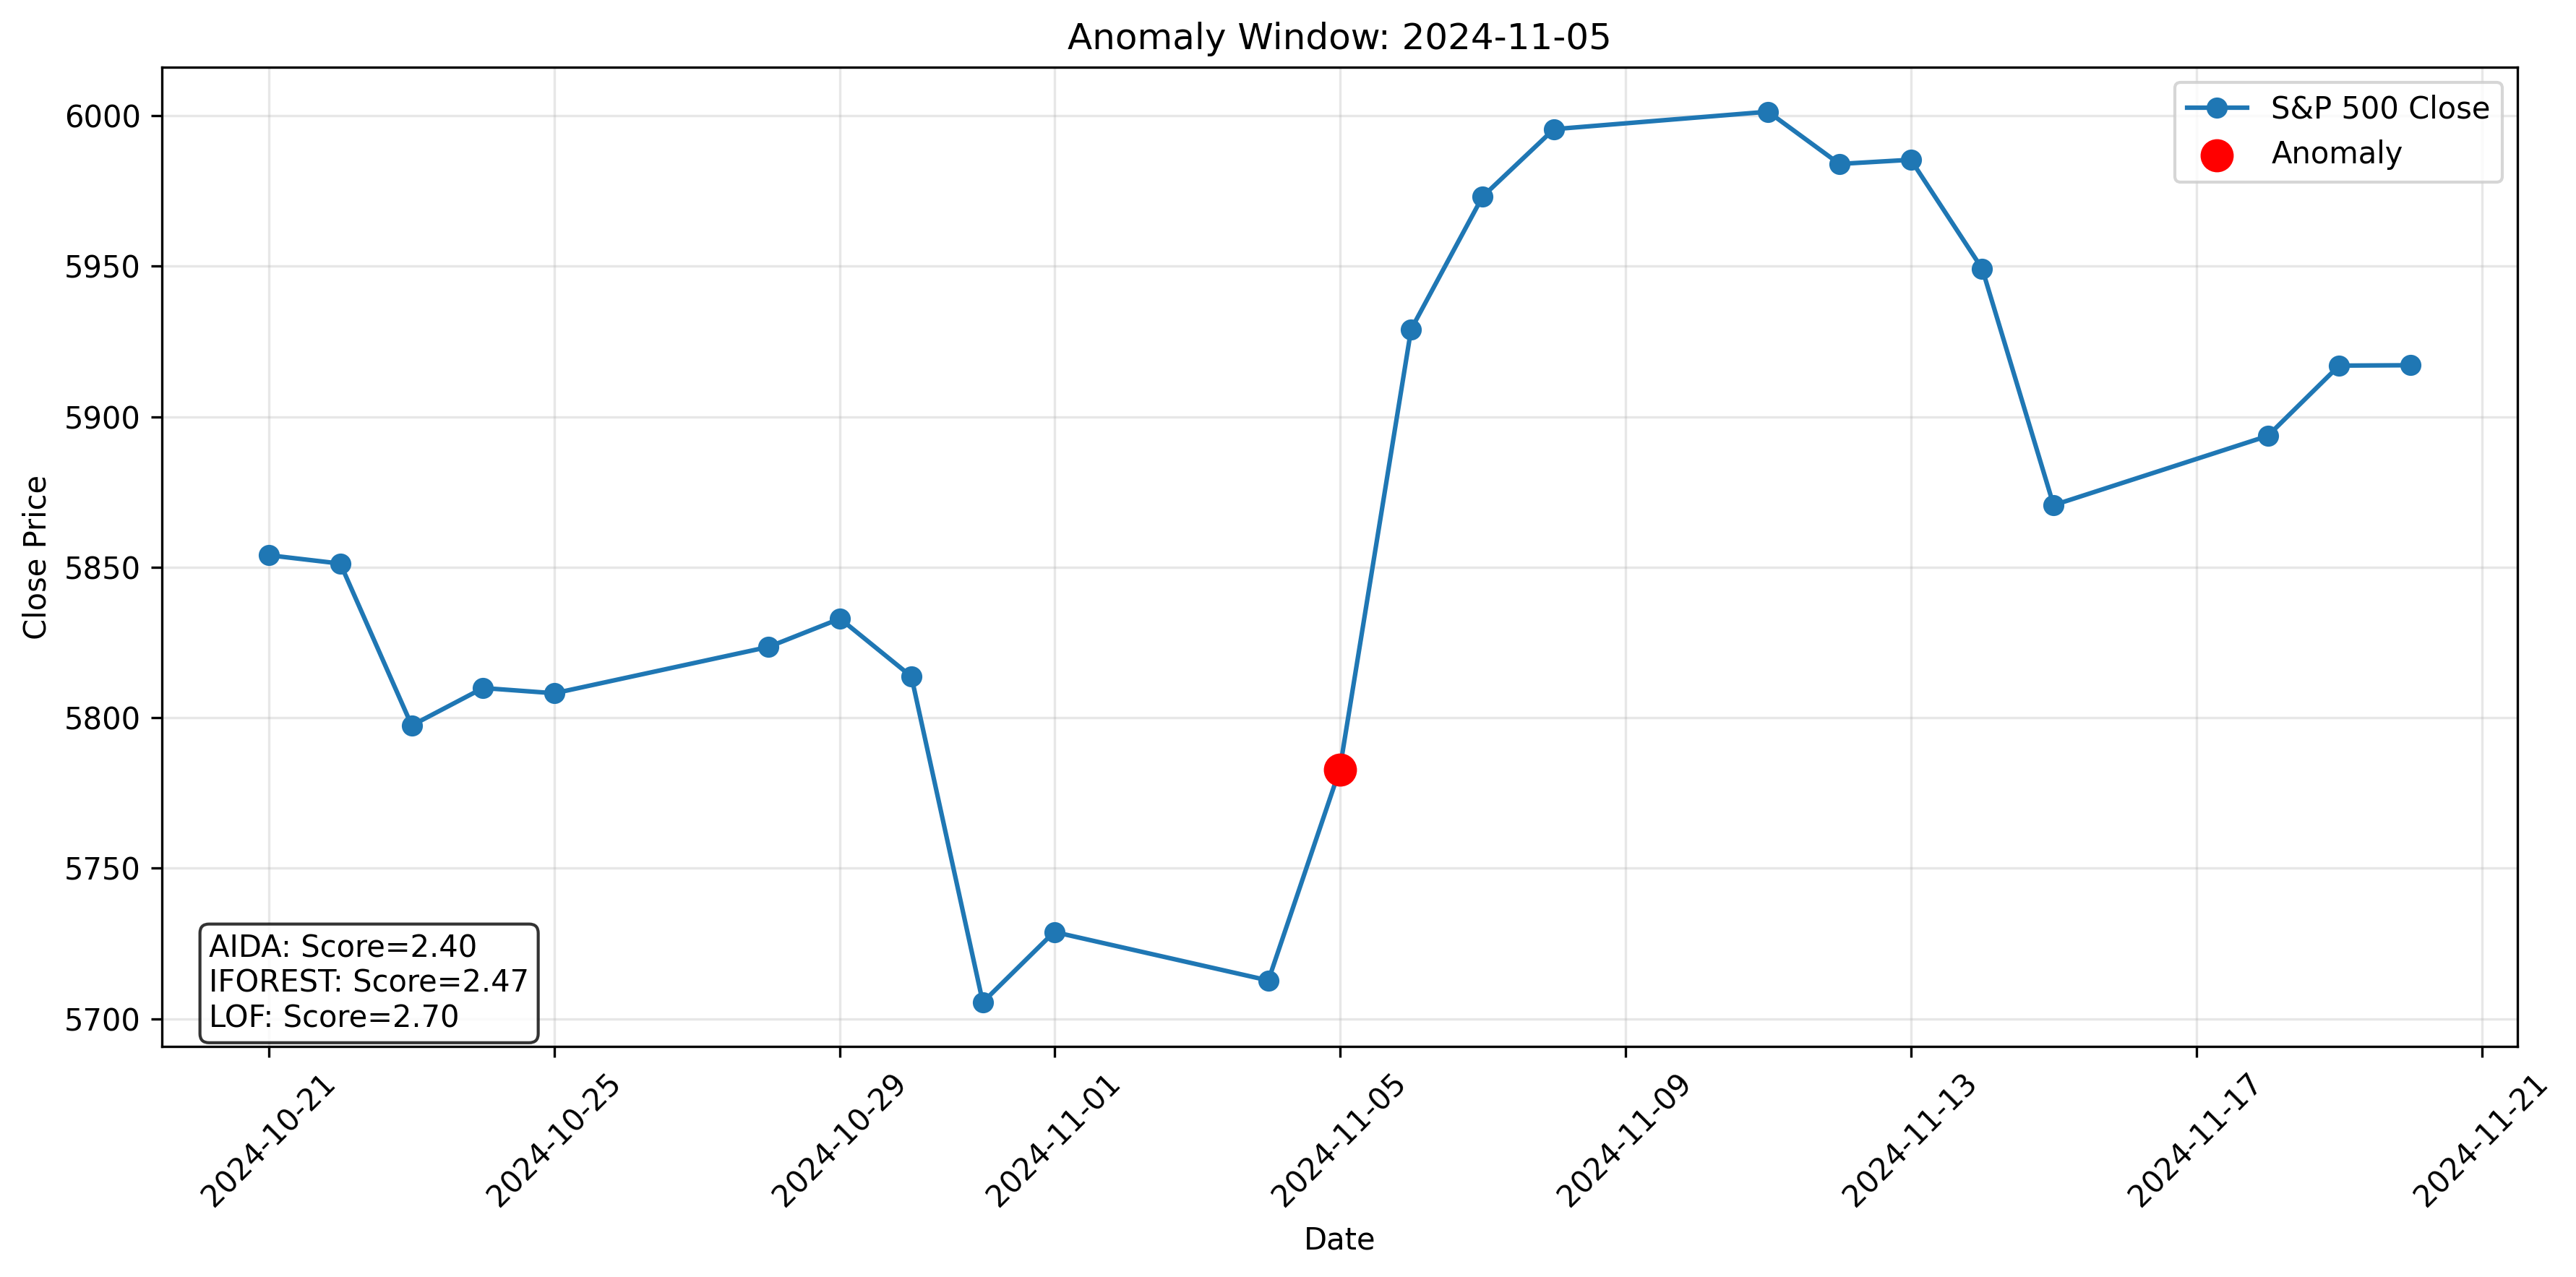 Anomaly Window: 2024-11-05
S&P 500 Close
Anomaly
6000
5950
5900
5850
5800
5750
5700
Close Price
AIDA: Score=2.40
IFOREST: Score=2.47
LOF: Score=2.70
2024-10-21
2024-10-25
2024-10-29
2024-11-01
2024-11-05
2024-11-09
2024-11-13
2024-11-17
2024-11-21
Date